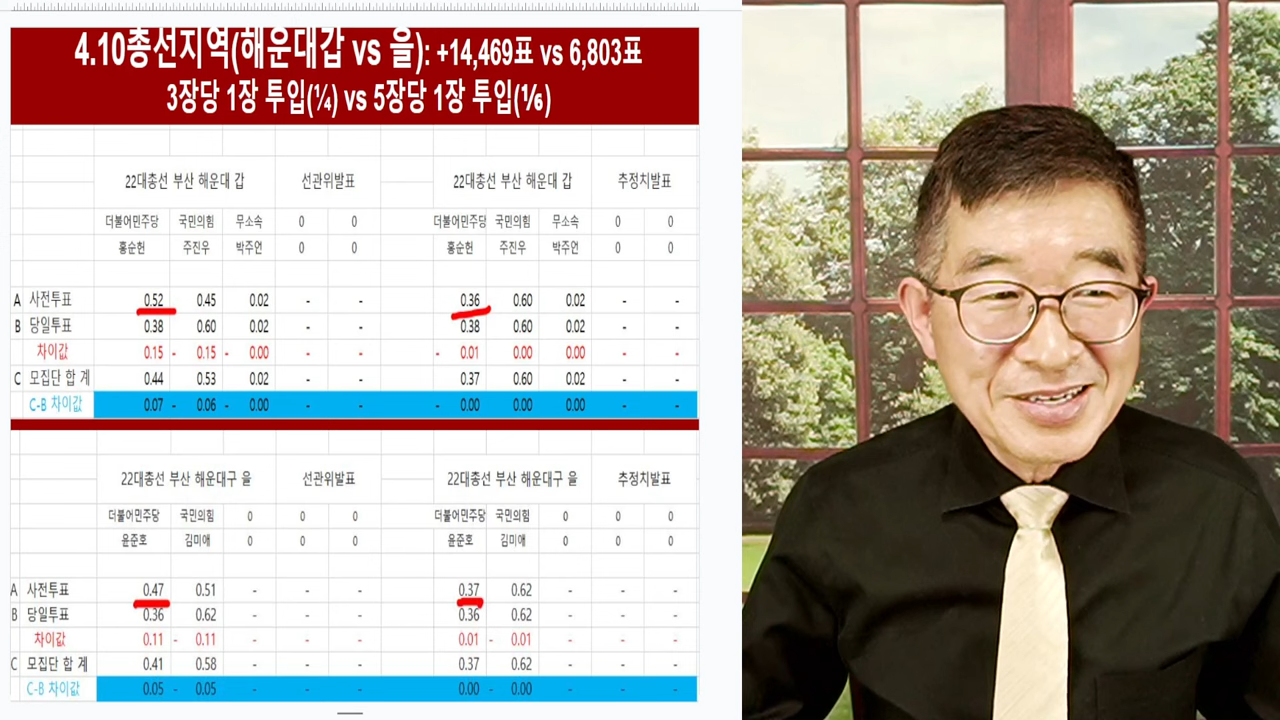 4.10총선지역(해운대갑 vs 을): +14,469표 vs 6,803표
3장당 1장 투입(¼) vs 5장당 1장 투입(⅙)
22대총선 부산 해운대 갑 선관위발표 22대총선 부산 해운대 갑 추정치발표
더불어민주당 국민의힘 무소속 0 0 더불어민주당 국민의힘 무소속 0 0
홍순헌 주진우 박주언 0 0 홍순헌 주진우 박주언 0 0
A 사전투표 0.52 0.45 0.02 - - 0.36 0.60 0.02 - -
B 당일투표 0.38 0.60 0.02 - - 0.38 0.60 0.02 - -
차이값 0.15 - 0.15 - 0.00 - - - 0.01 0.00 0.00 - -
C 모집단 합 계 0.44 0.53 0.02 - - 0.37 0.60 0.02 - -
C-B 차이값 0.07 - 0.06 - 0.00 - - - 0.00 0.00 0.00 - -
22대총선 부산 해운대구 을 선관위발표 22대총선 부산 해운대구 을 추정치발표
더불어민주당 국민의힘 0 0 0 더불어민주당 국민의힘 0 0 0
윤준호 김미애 0 0 0 윤준호 김미애 0 0 0
A 사전투표 0.47 0.51 - - - 0.37 0.62 - - -
B 당일투표 0.36 0.62 - - - 0.36 0.62 - - -
차이값 0.11 - 0.11 - - - 0.01 - 0.01 - - -
C 모집단 합 계 0.41 0.58 - - - 0.37 0.62 - - -
C-B 차이값 0.05 - 0.05 - - - 0.00 - 0.00 - - -